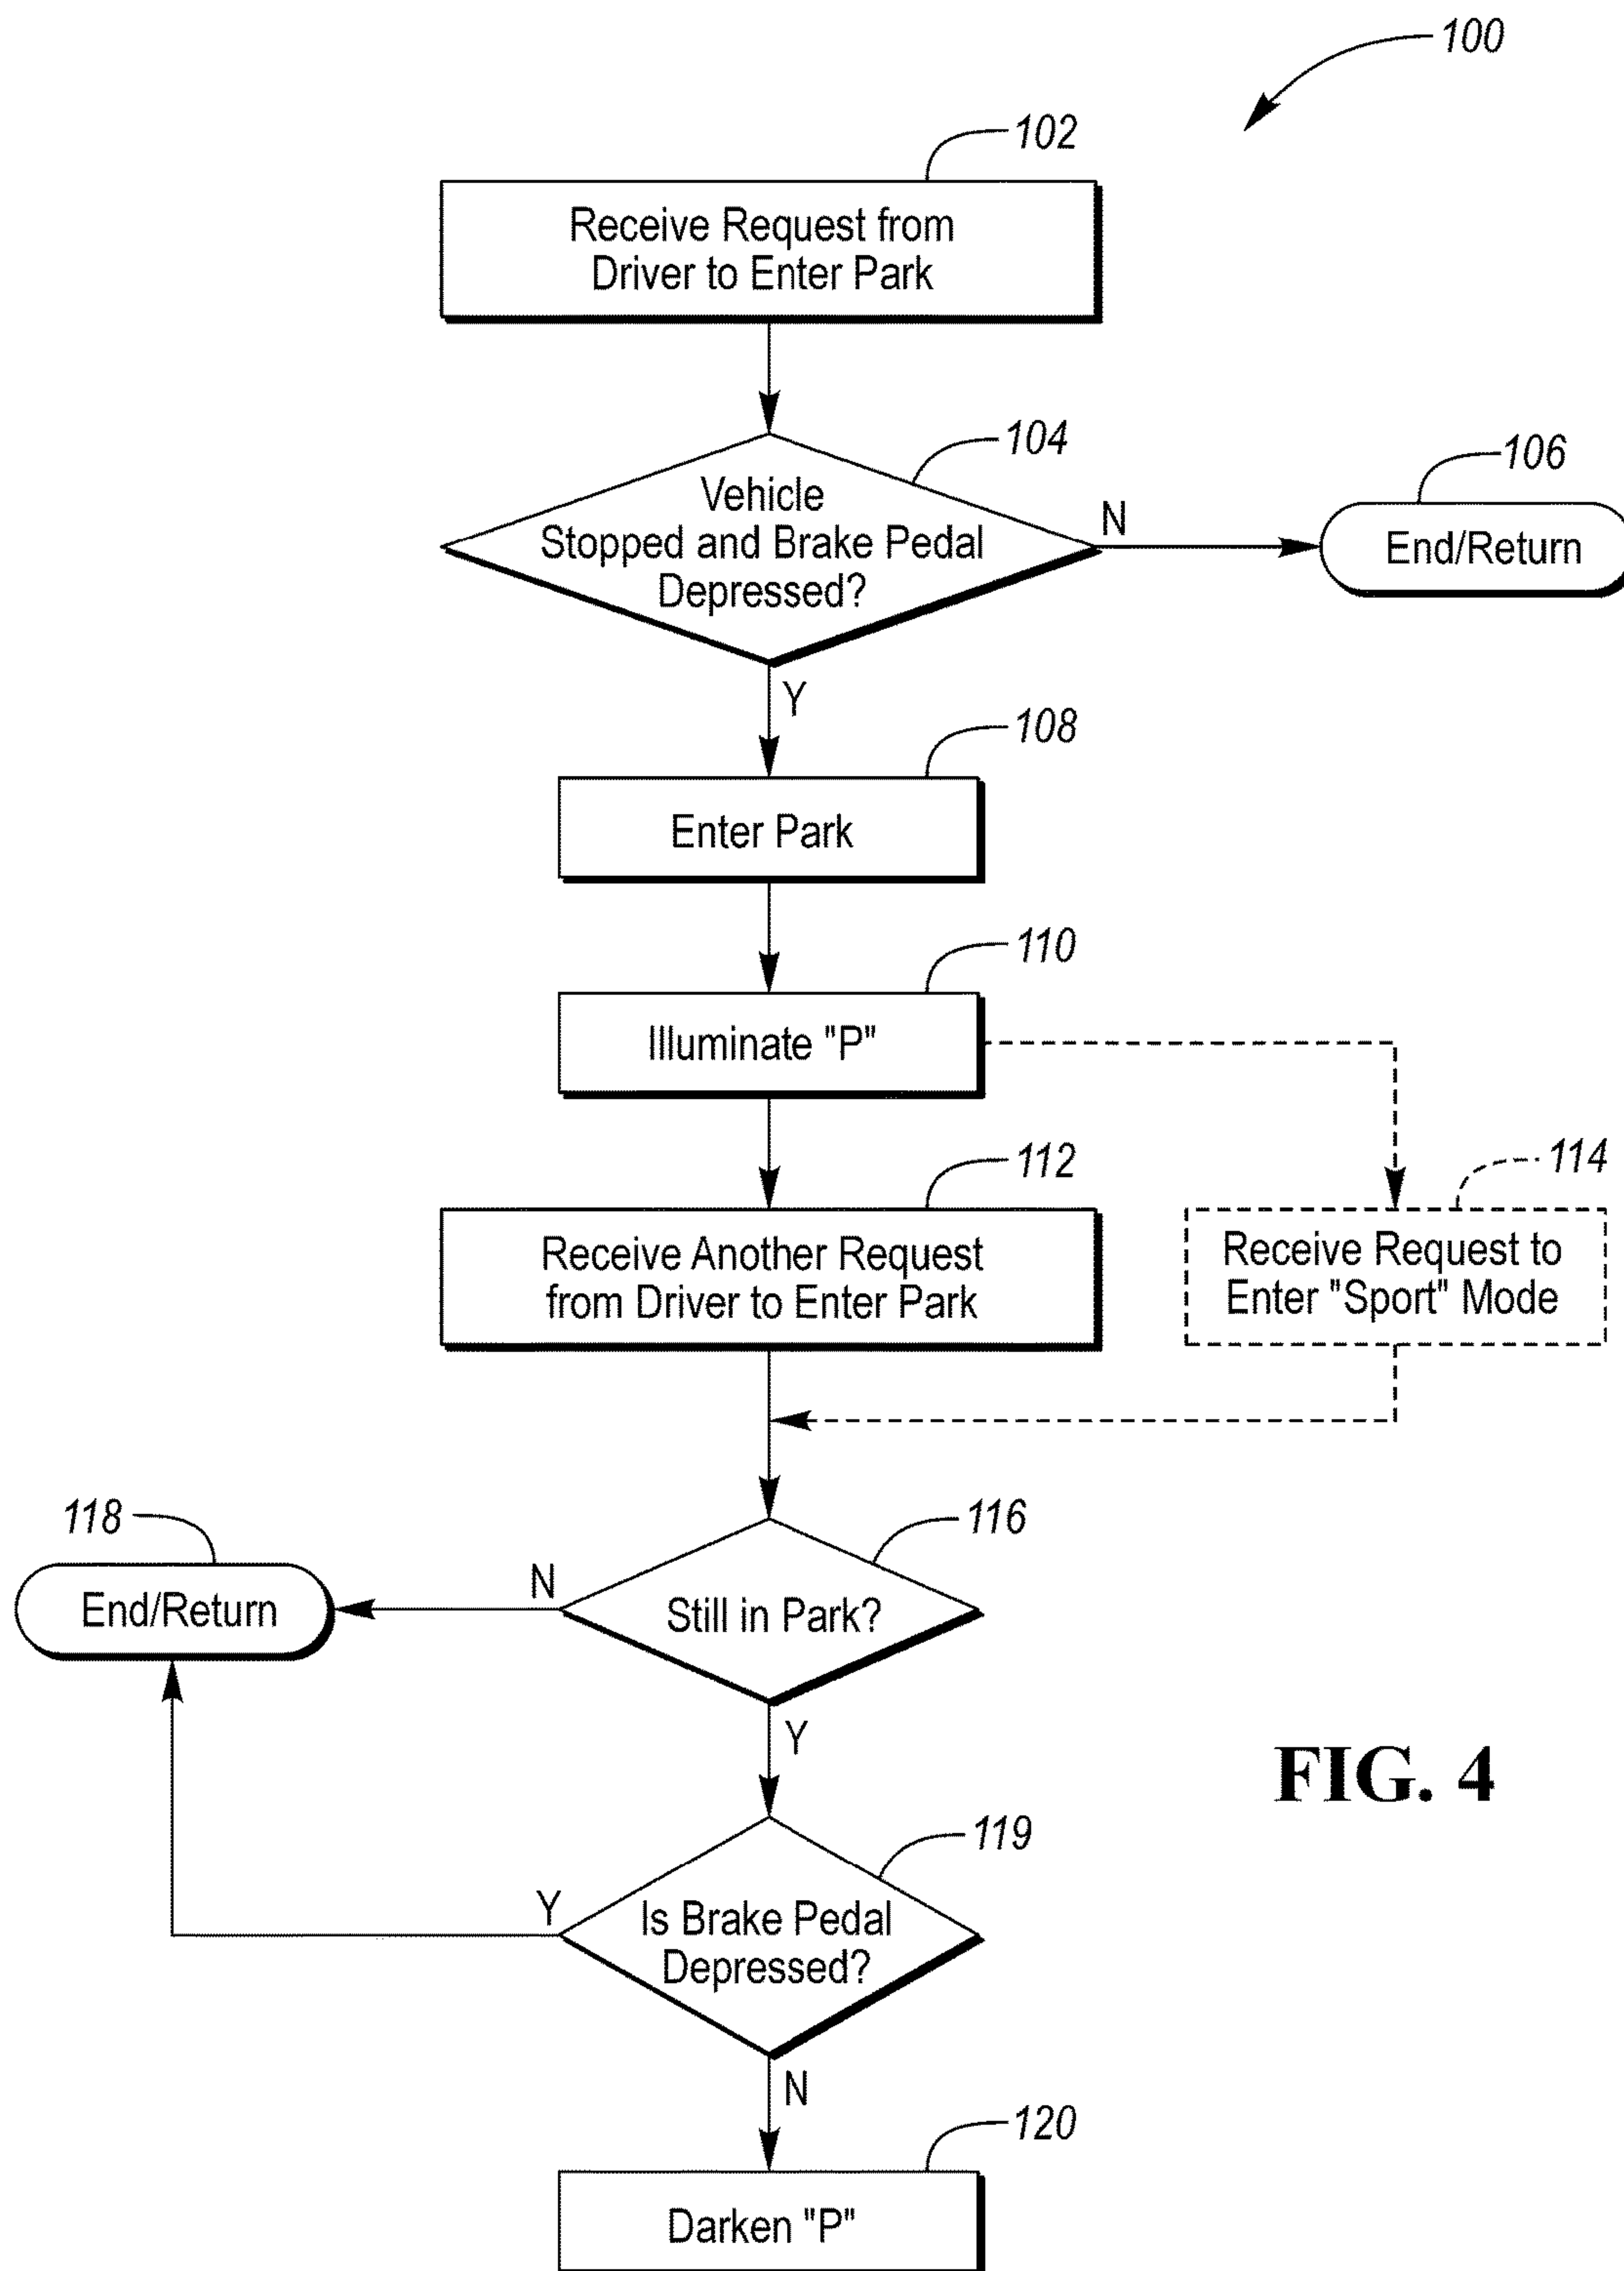 100
102
Receive Request from
Driver to Enter Park
104
Vehicle
Stopped and Brake Pedal
Depressed?
N
106
End/Return
Y
108
Enter Park
110
Illuminate "P"
112
Receive Another Request
from Driver to Enter Park
114
Receive Request to
Enter "Sport" Mode
116
Still in Park?
N
118
End/Return
Y
119
Is Brake Pedal
Depressed?
Y
N
120
Darken "P"
FIG. 4